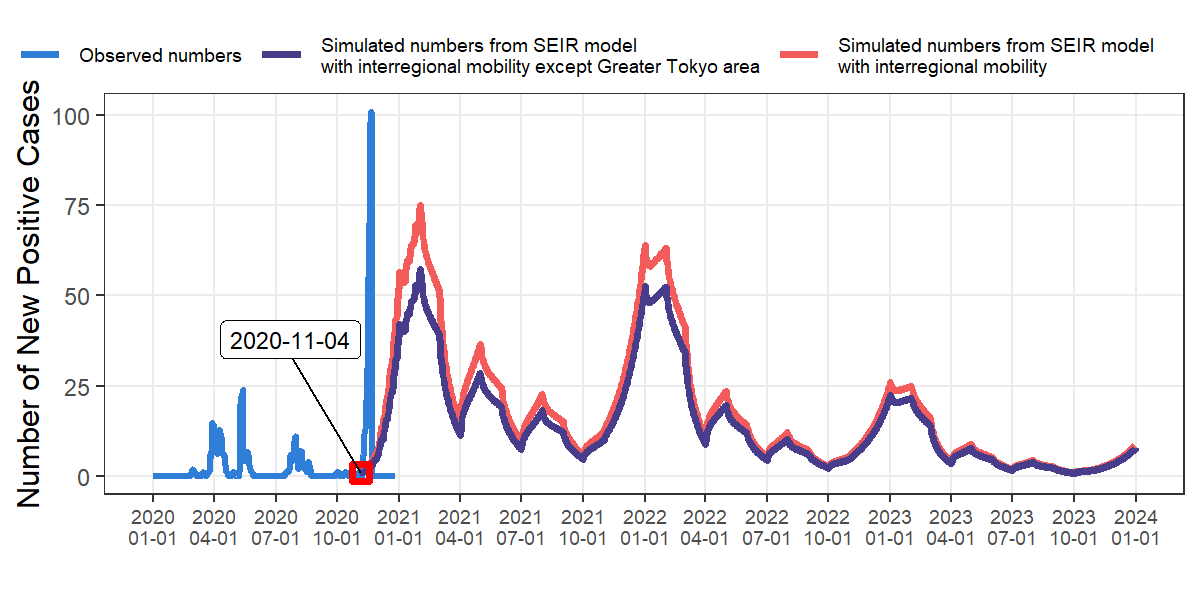 Observed numbers
Simulated numbers from SEIR model
with interregional mobility except Greater Tokyo area
Simulated numbers from SEIR model
with interregional mobility
Number of New Positive Cases
100
75
50
25
0
2020-11-04
2020 2020 2020 2020 2021 2021 2021 2021 2022 2022 2022 2022 2023 2023 2023 2023 2024
01-01 04-01 07-01 10-01 01-01 04-01 07-01 10-01 01-01 04-01 07-01 10-01 01-01 04-01 07-01 10-01 01-01